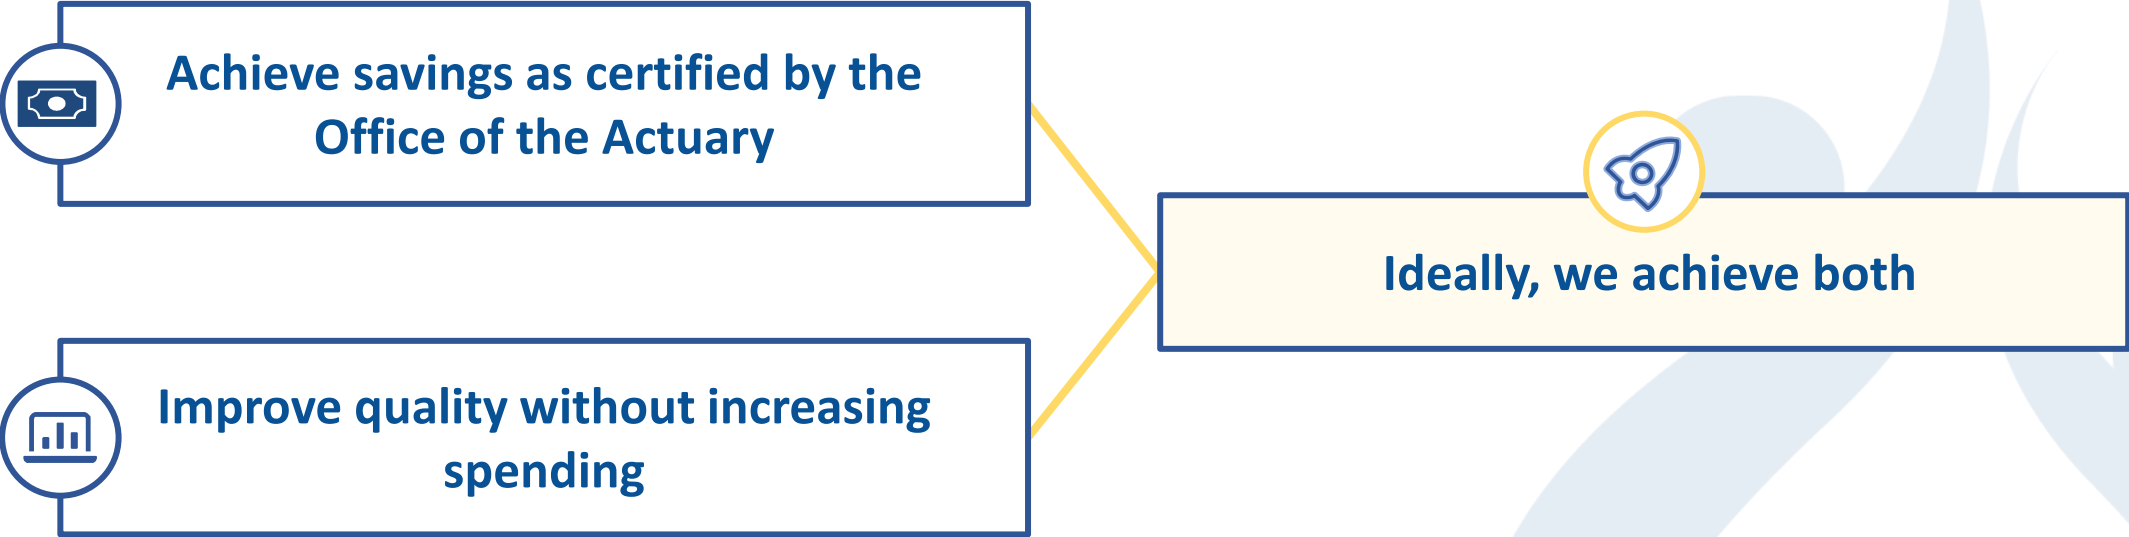 Achieve savings as certified by the
Office of the Actuary
Improve quality without increasing
spending
Ideally, we achieve both